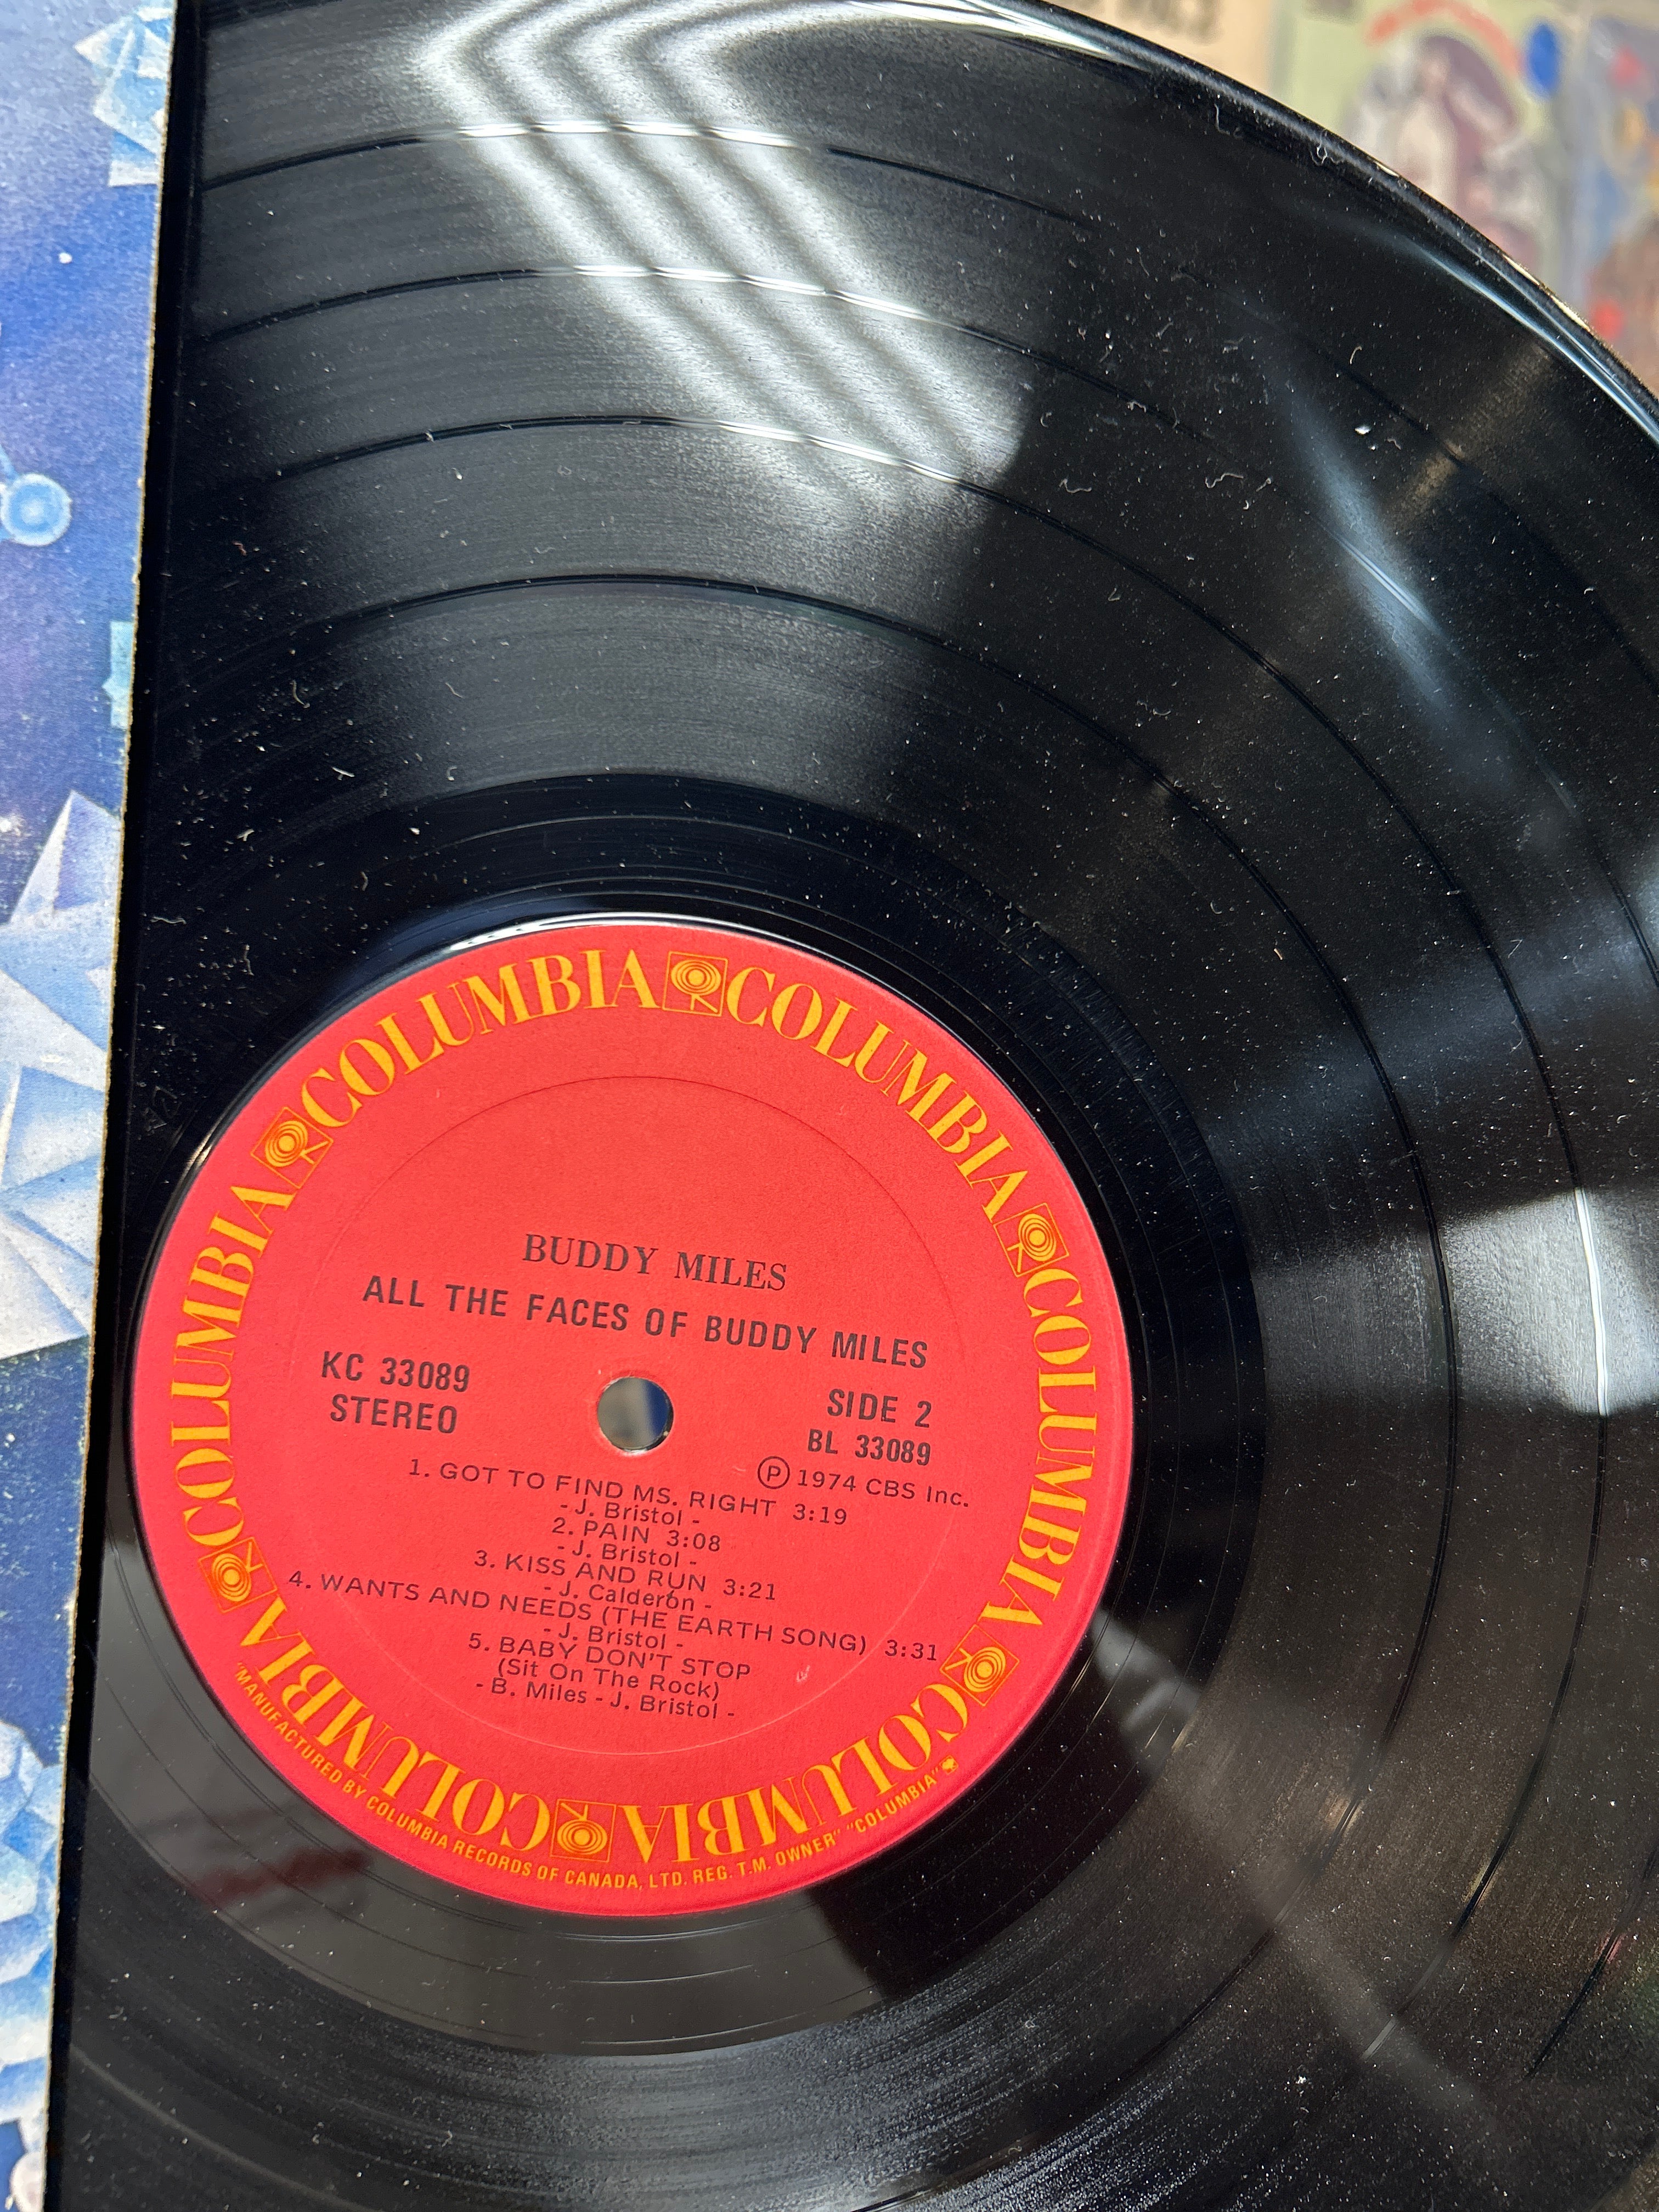 COLUMBIA COLUMBIA COLUMBIA COLUMBIA COLUMBIA COLUMBIA
BUDDY MILES
ALL THE FACES OF BUDDY MILES
KC 33089
STEREO
SIDE 2
BL 33089
Ⓟ 1974 CBS Inc.
1. GOT TO FIND MS. RIGHT 3:19
- J. Bristol -
2. PAIN 3:08
- J. Bristol -
3. KISS AND RUN 3:21
- J. Calderón -
4. WANTS AND NEEDS (THE EARTH SONG) 3:31
- J. Bristol -
5. BABY DON'T STOP
(Sit On The Rock)
- B. Miles - J. Bristol -
"MANUFACTURED BY COLUMBIA RECORDS OF CANADA, LTD. REG. T.M. OWNER" "COLUMBIA"